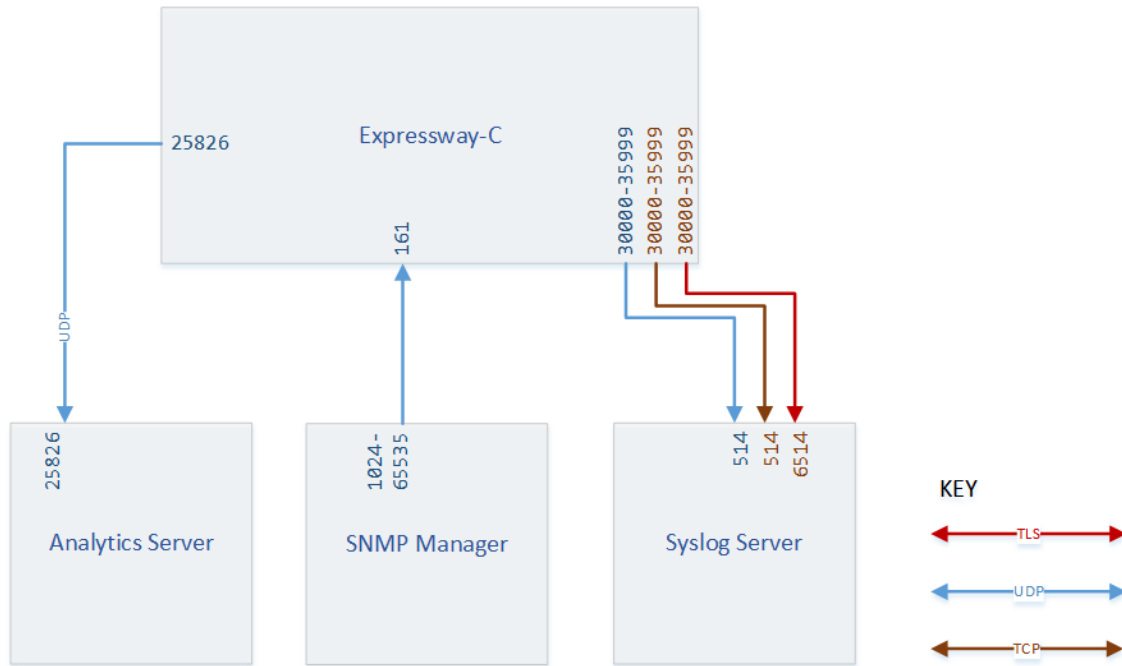 Expressway-C
25826
161
30000-35999
30000-35999
30000-35999
UDP
25826
Analytics Server
1024-
65535
SNMP Manager
514
514
6514
Syslog Server
KEY
TLS
UDP
TCP